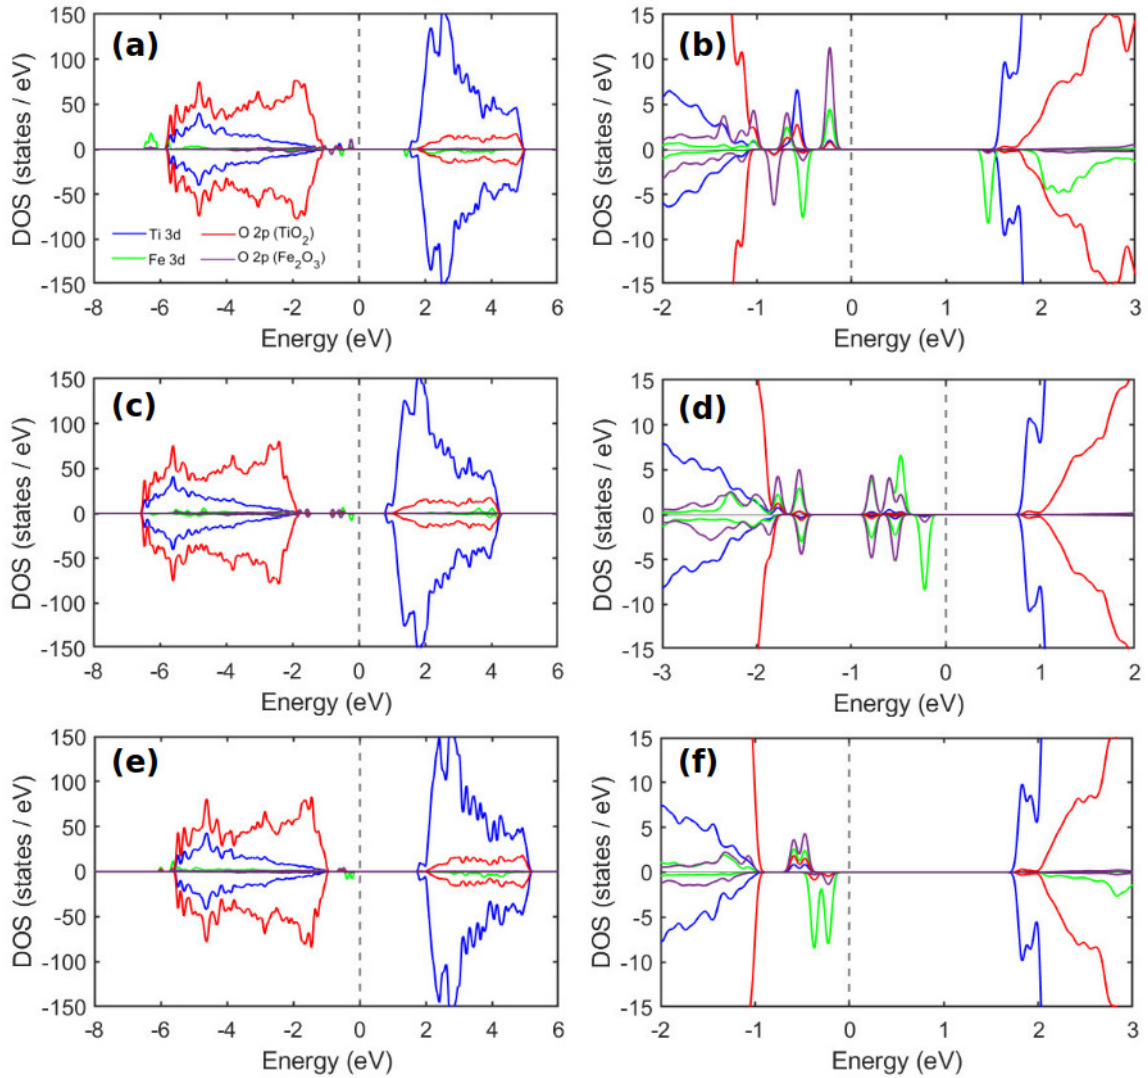 (a)
DOS (states / eV)
150
100
50
0
-50
-100
-150
Ti 3d
O 2p (TiO2)
Fe 3d
O 2p (Fe2O3)
-8 -6 -4 -2 0 2 4 6
Energy (eV)
(b)
DOS (states / eV)
15
10
5
0
-5
-10
-15
-2 -1 0 1 2 3
Energy (eV)
(c)
DOS (states / eV)
150
100
50
0
-50
-100
-150
-8 -6 -4 -2 0 2 4 6
Energy (eV)
(d)
DOS (states / eV)
15
10
5
0
-5
-10
-15
-3 -2 -1 0 1 2
Energy (eV)
(e)
DOS (states / eV)
150
100
50
0
-50
-100
-150
-8 -6 -4 -2 0 2 4 6
Energy (eV)
(f)
DOS (states / eV)
15
10
5
0
-5
-10
-15
-2 -1 0 1 2 3
Energy (eV)